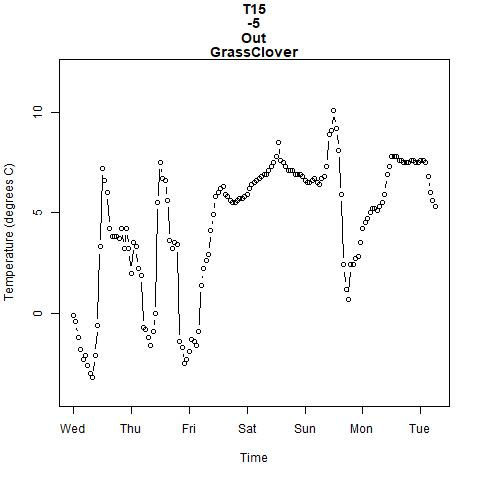 T15
-5
Out
GrassClover
Temperature (degrees C)
10
5
0
Wed Thu Fri Sat Sun Mon Tue
Time